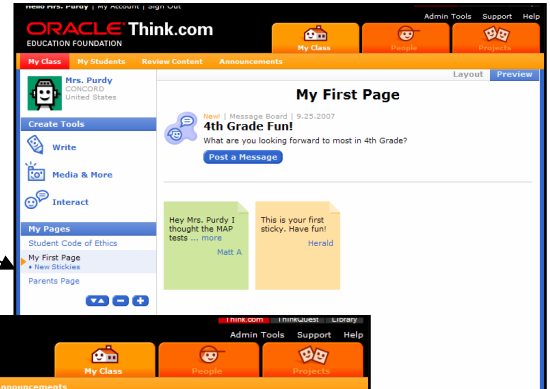 Hello Mrs. Purdy | My Account | Sign Out
Admin Tools Support Help
ORACLE Think.com
EDUCATION FOUNDATION
My Class People Projects
My Class My Students Review Content Announcements
Layout Preview
Mrs. Purdy
CONCORD
United States
My First Page
New! | Message Board | 9.25.2007
4th Grade Fun!
What are you looking forward to most in 4th Grade?
Post a Message
Create Tools
Write
Media & More
Interact
Hey Mrs. Purdy I
thought the MAP
tests ... more
Matt A
This is your first
sticky. Have fun!
Herald
My Pages
Student Code of Ethics
My First Page
• New Stickies
Parents Page
Think.com ThinkQuest Library
Admin Tools Support Help
My Class People Projects
Announcements